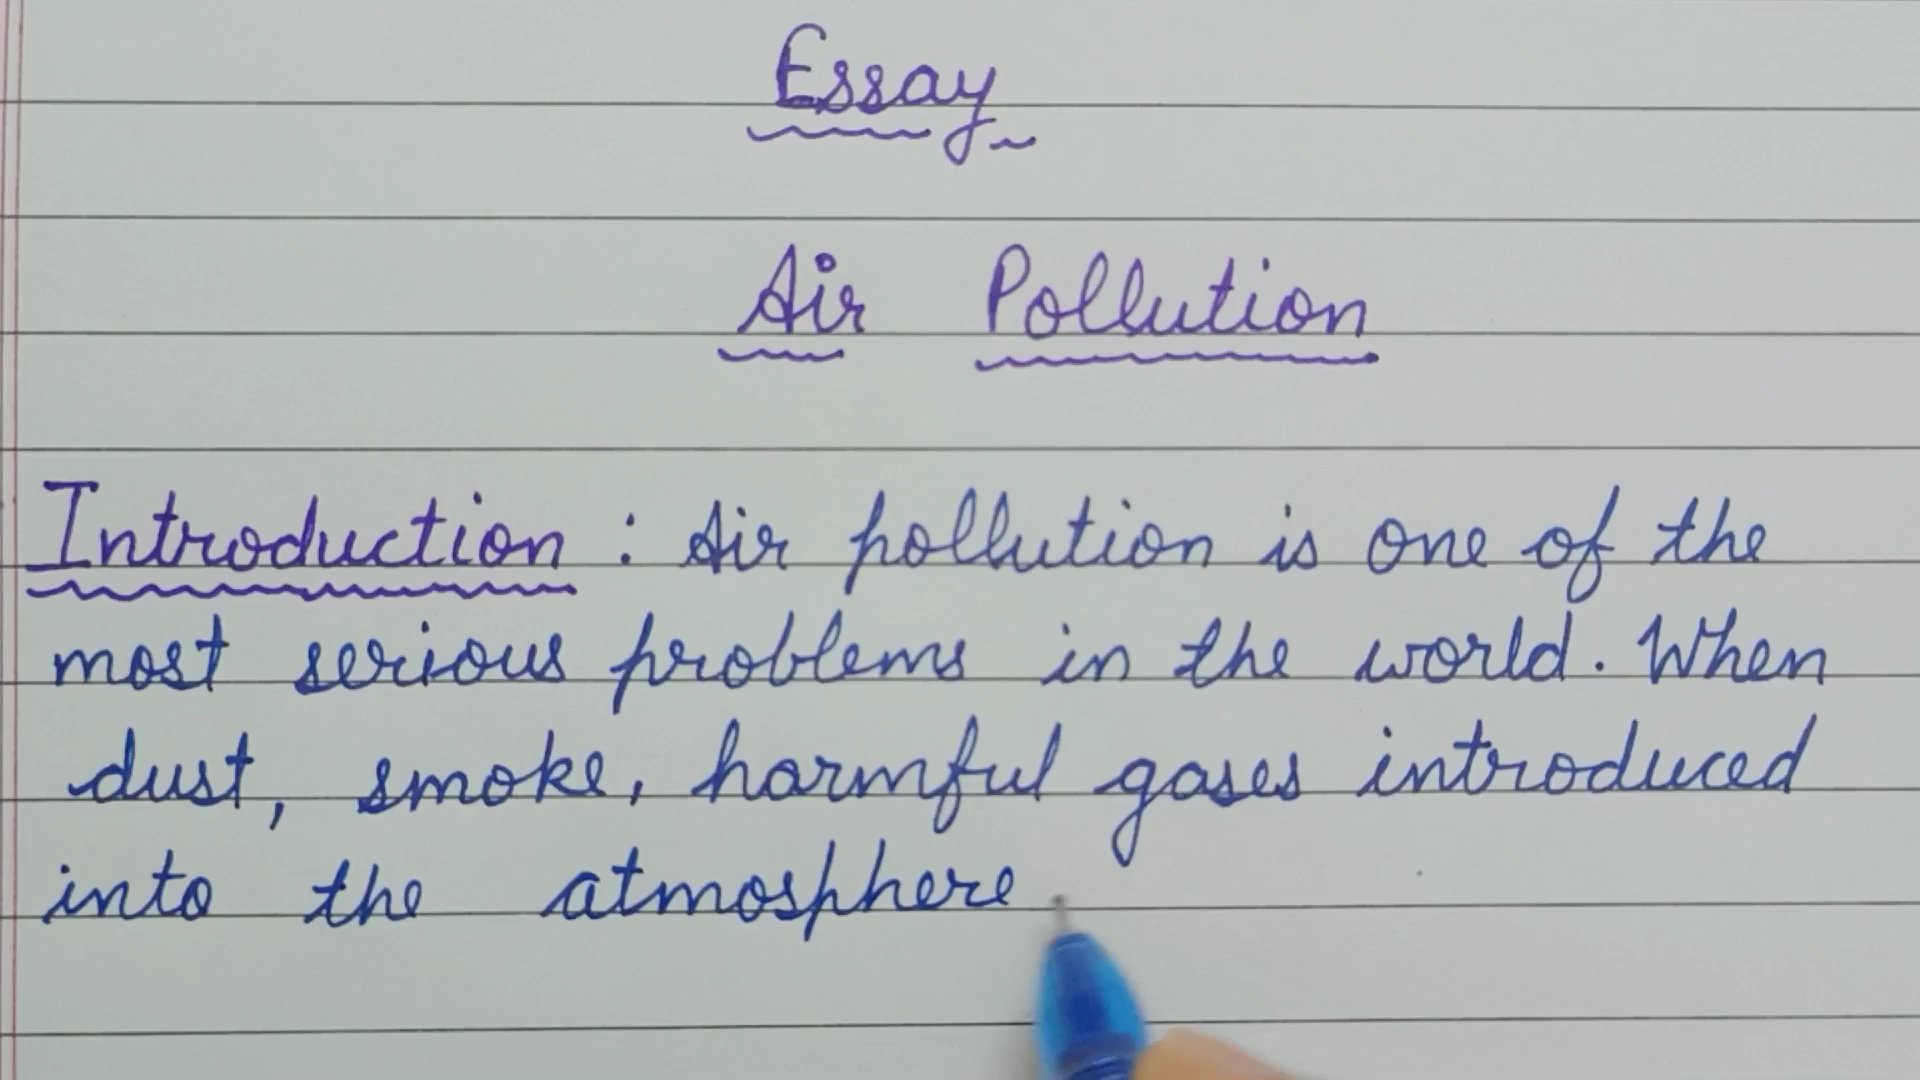 Essay
Air Pollution
Introduction : Air pollution is one of the
most serious problems in the world. When
dust, smoke, harmful gases introduced
into the atmosphere